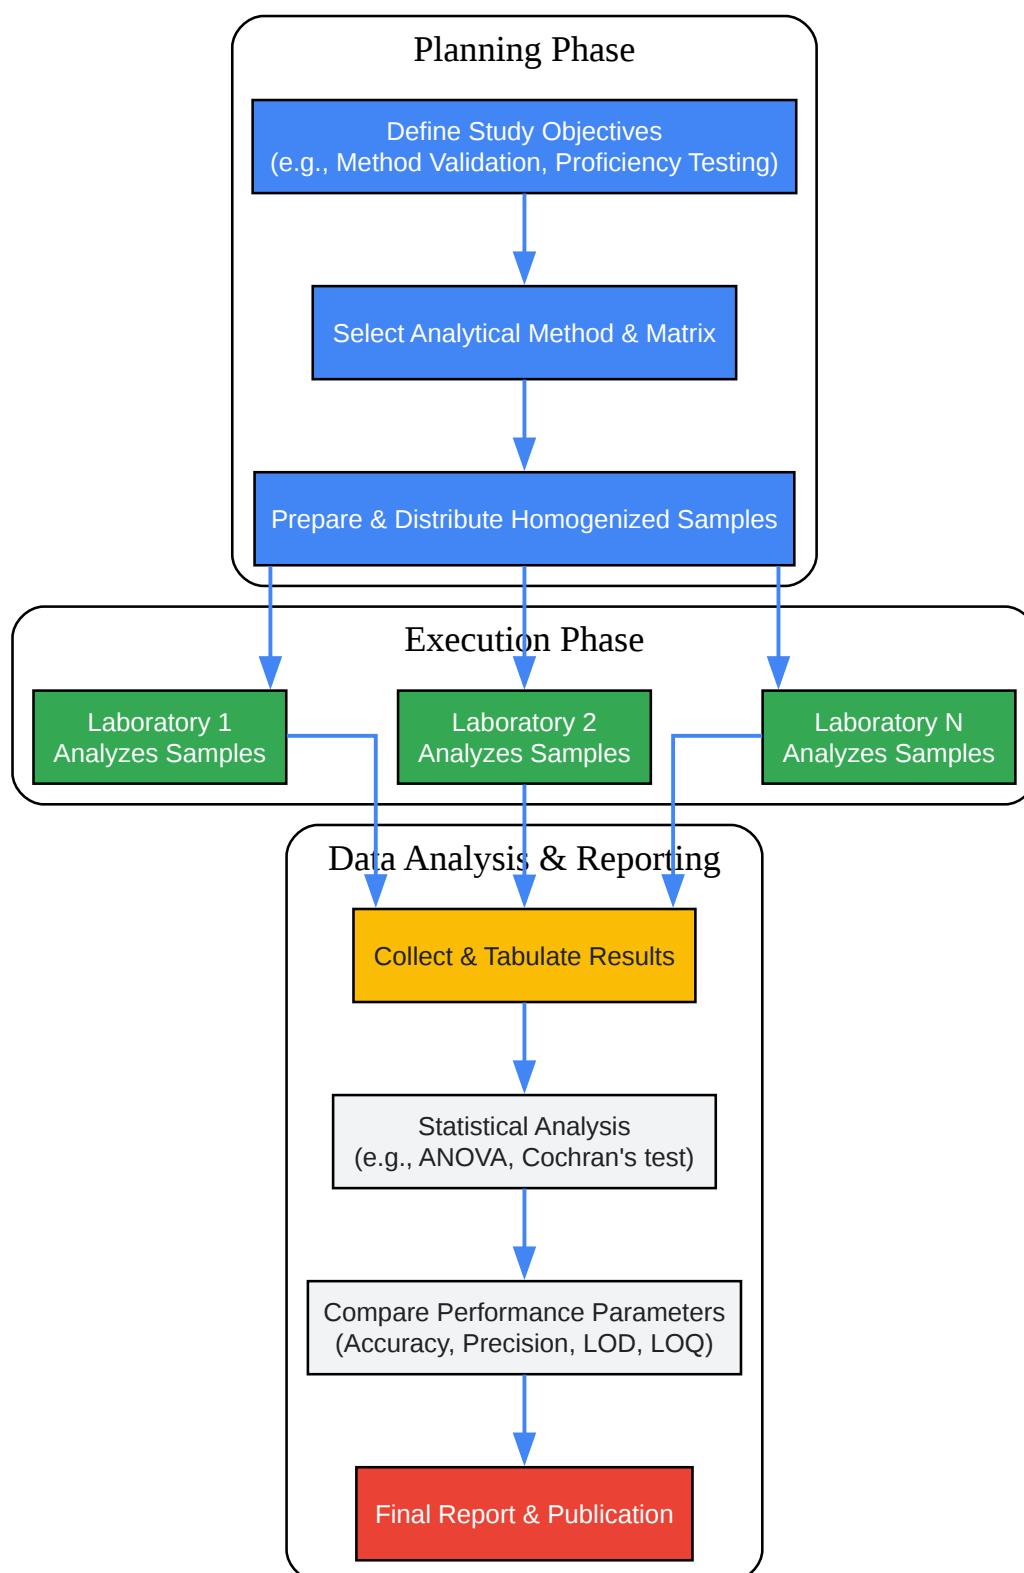 Planning Phase
Define Study Objectives
(e.g., Method Validation, Proficiency Testing)
Select Analytical Method & Matrix
Prepare & Distribute Homogenized Samples
Execution Phase
Laboratory 1
Analyzes Samples
Laboratory 2
Analyzes Samples
Laboratory N
Analyzes Samples
Data Analysis & Reporting
Collect & Tabulate Results
Statistical Analysis
(e.g., ANOVA, Cochran's test)
Compare Performance Parameters
(Accuracy, Precision, LOD, LOQ)
Final Report & Publication